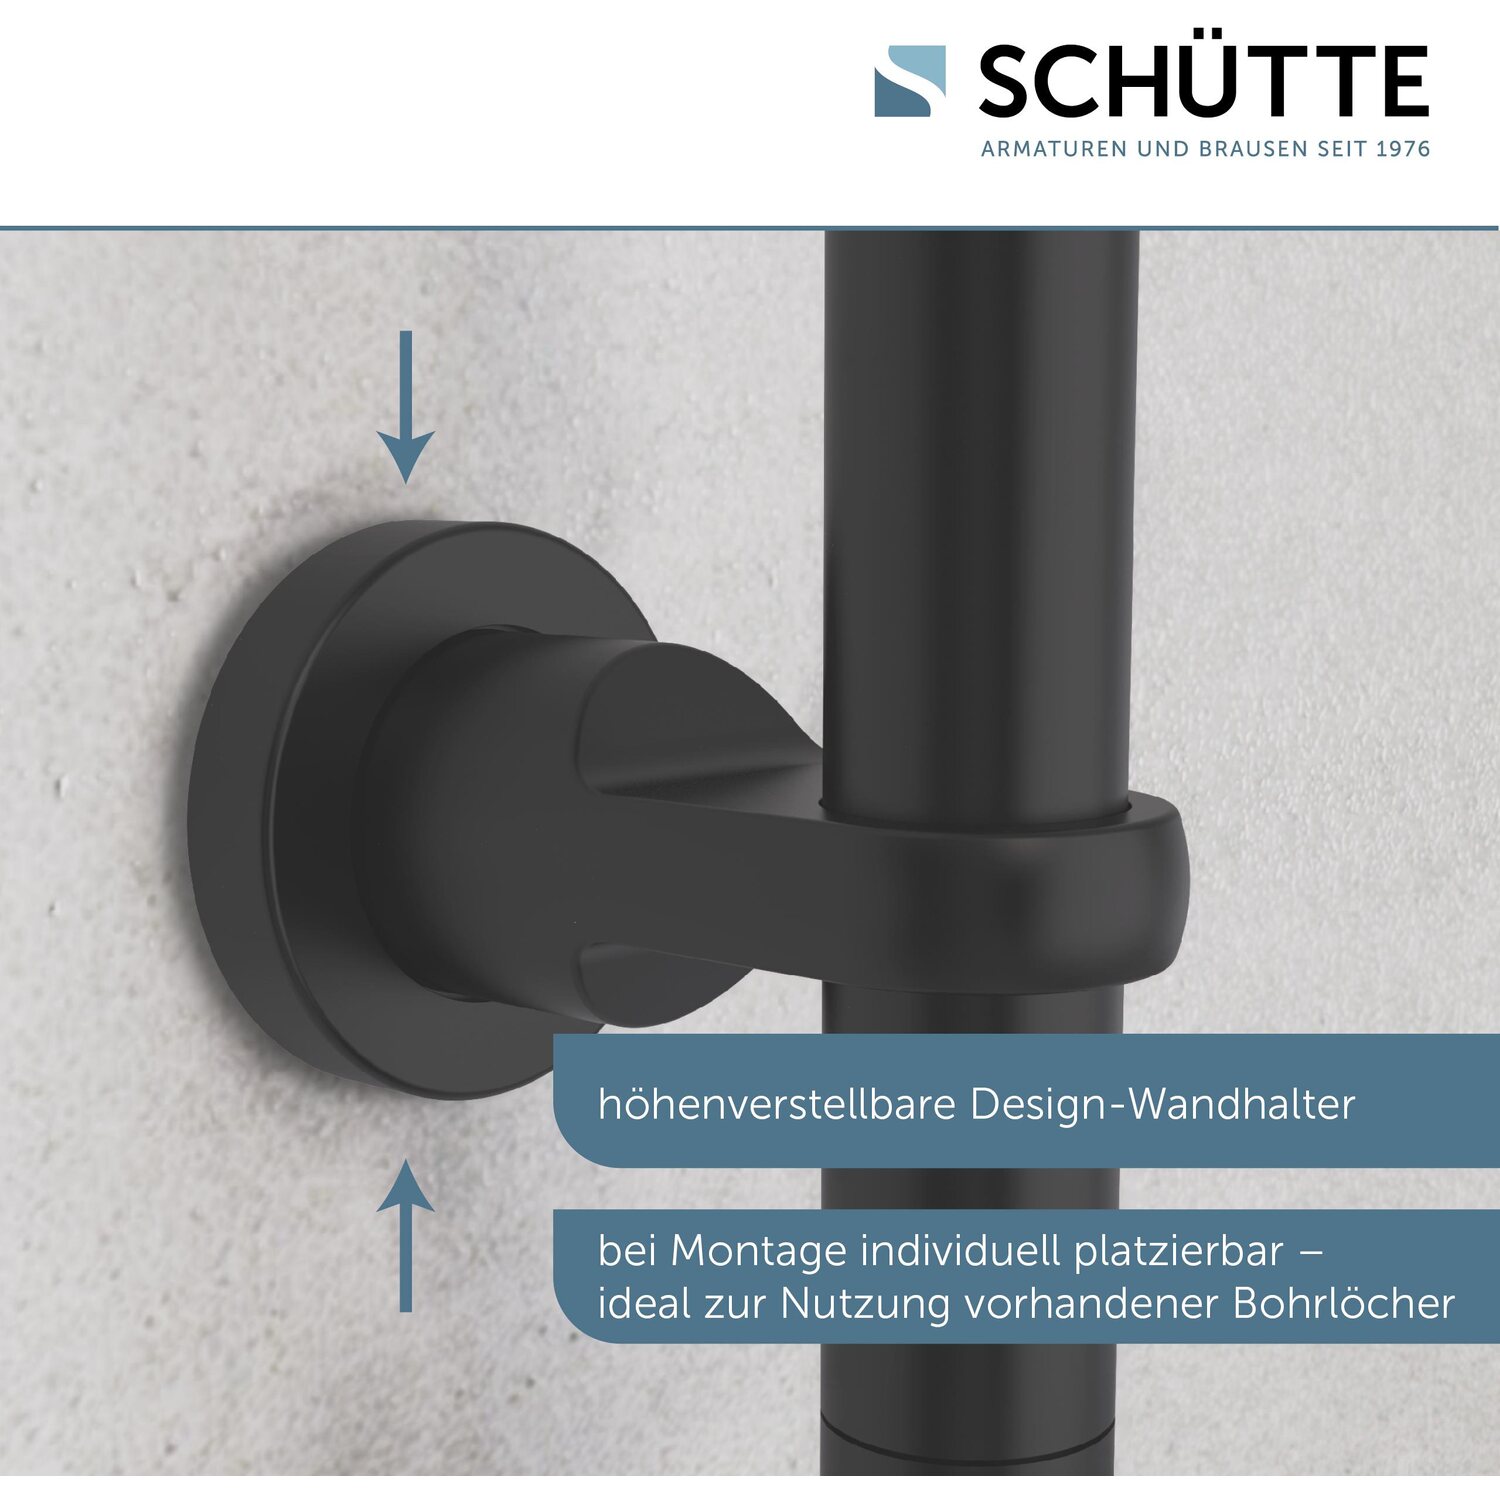 SCHÜTTE
ARMATUREN UND BRAUSEN SEIT 1976
höhenverstellbare Design-Wandhalter
bei Montage individuell platzierbar –
ideal zur Nutzung vorhandener Bohrlöcher